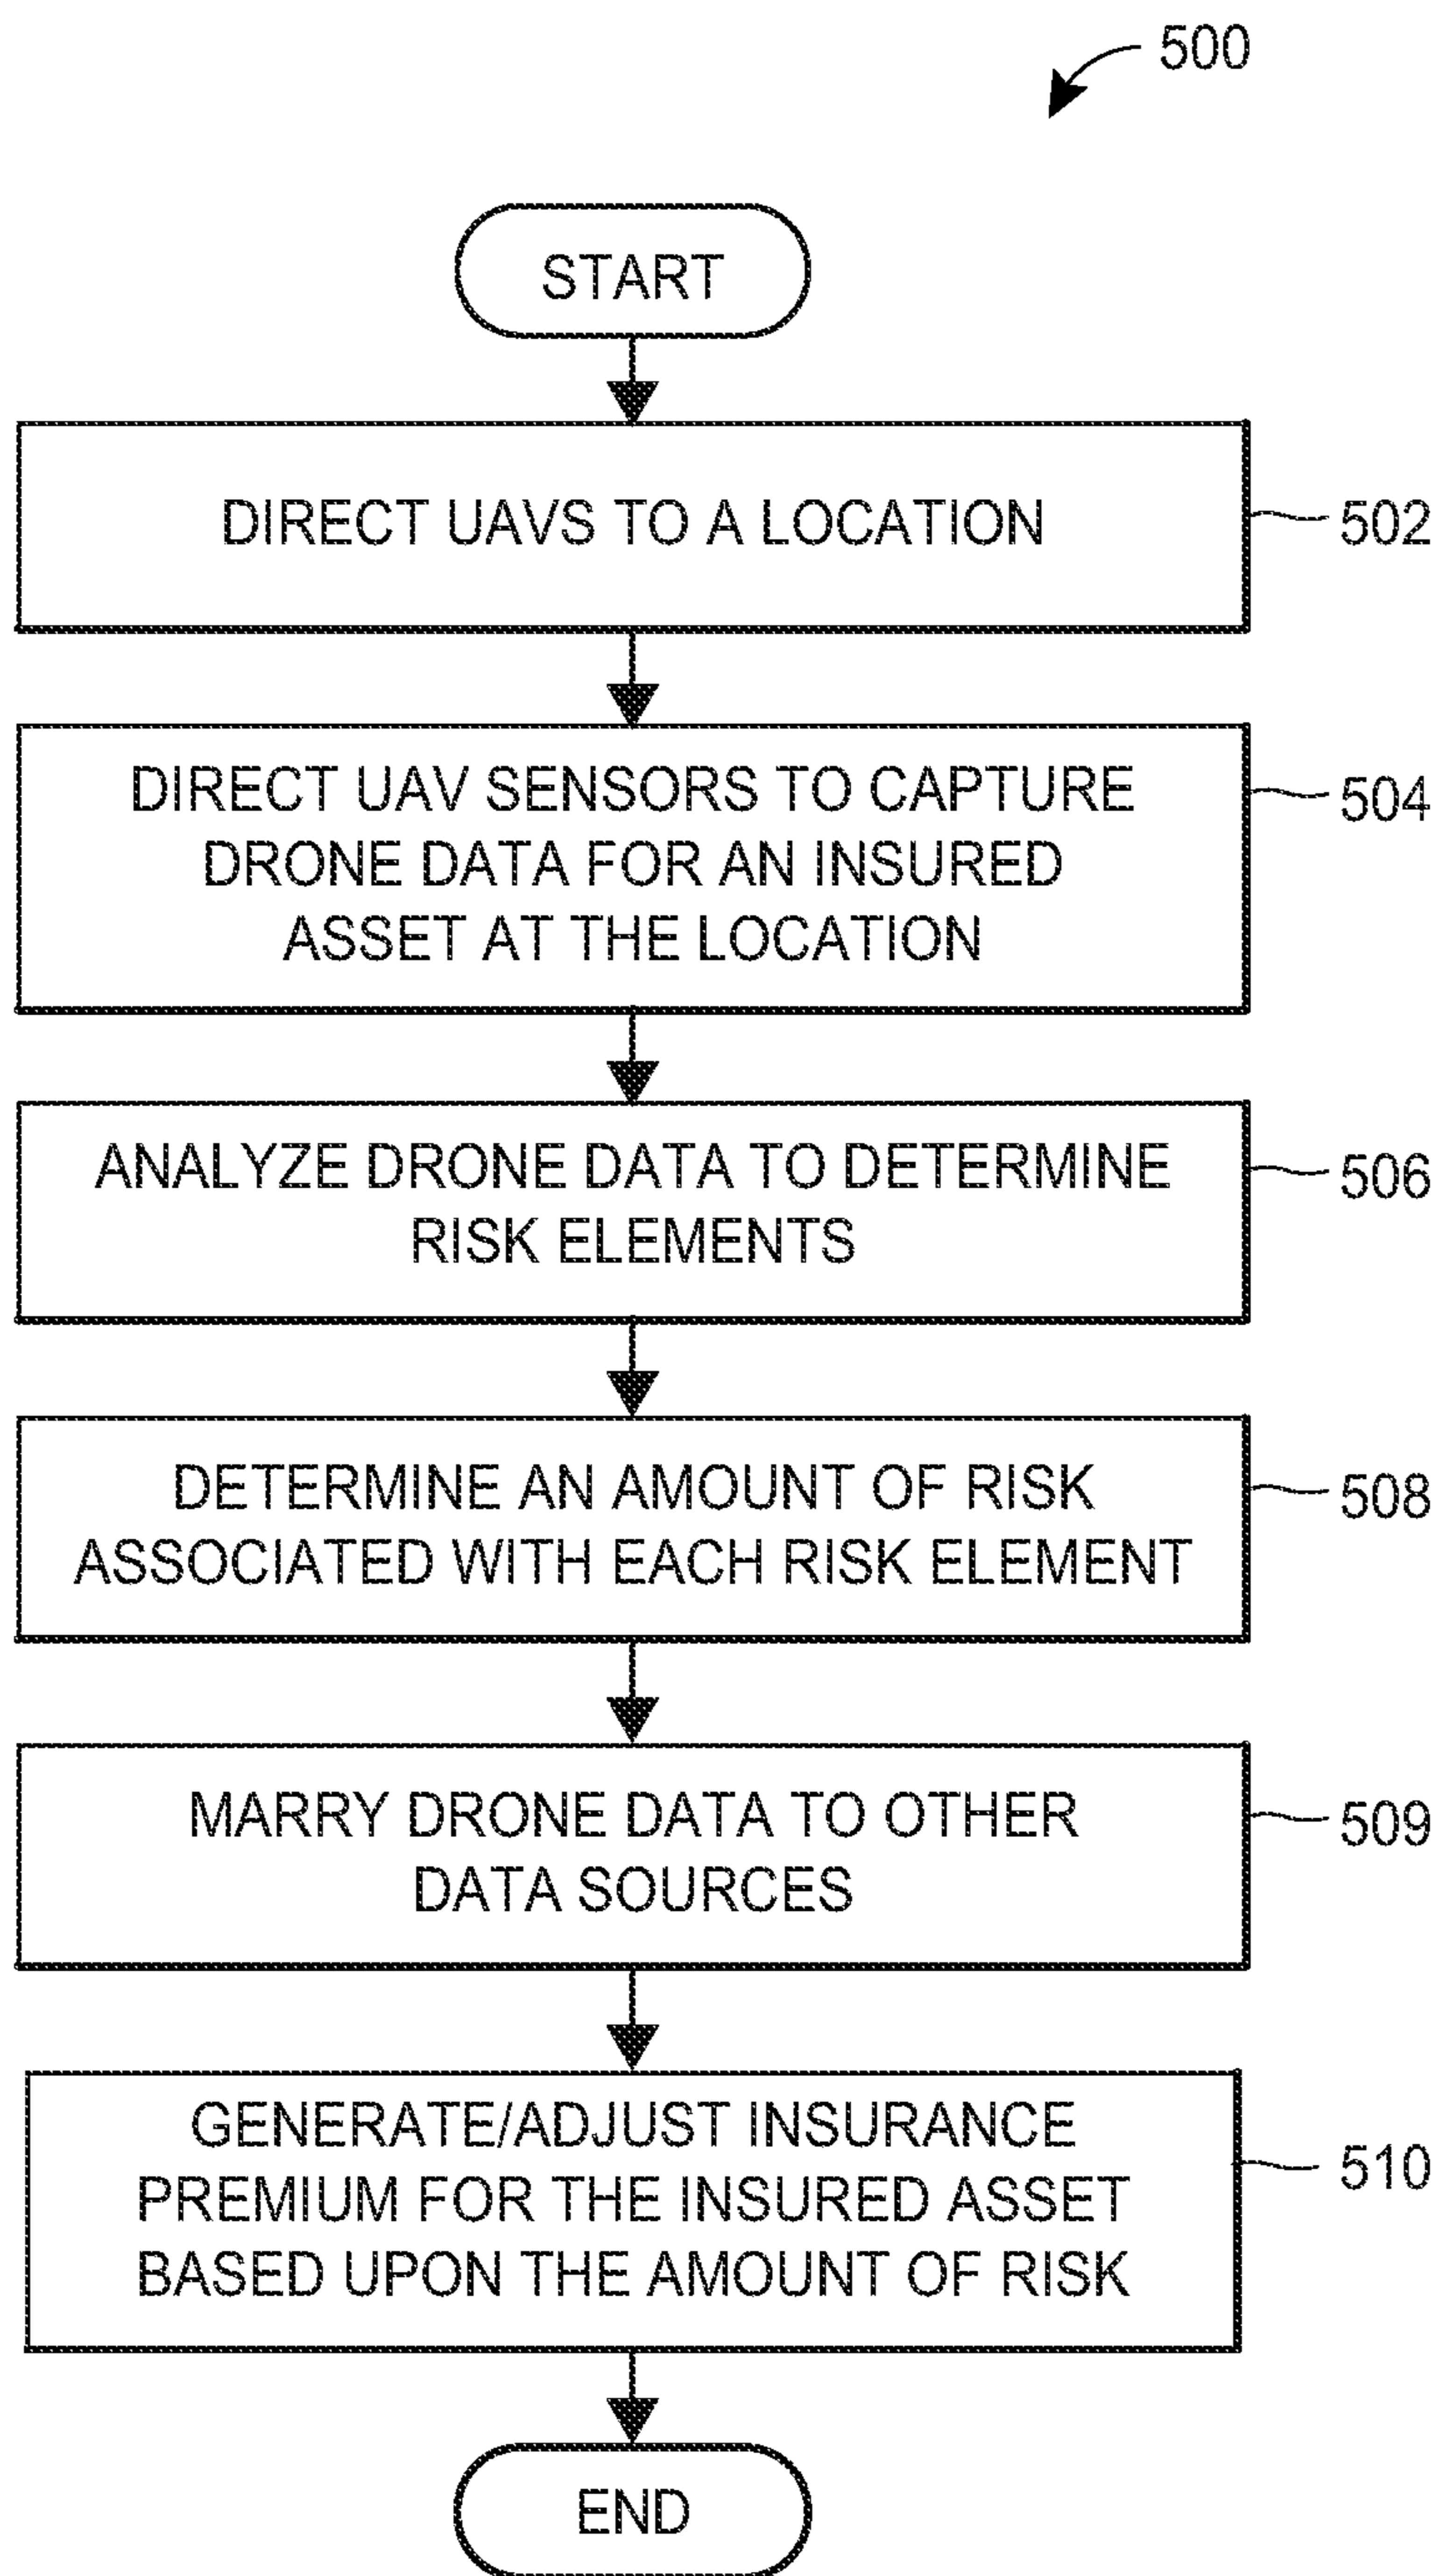 500
START
DIRECT UAVS TO A LOCATION
502
DIRECT UAV SENSORS TO CAPTURE
DRONE DATA FOR AN INSURED
ASSET AT THE LOCATION
504
ANALYZE DRONE DATA TO DETERMINE
RISK ELEMENTS
506
DETERMINE AN AMOUNT OF RISK
ASSOCIATED WITH EACH RISK ELEMENT
508
MARRY DRONE DATA TO OTHER
DATA SOURCES
509
GENERATE/ADJUST INSURANCE
PREMIUM FOR THE INSURED ASSET
BASED UPON THE AMOUNT OF RISK
510
END